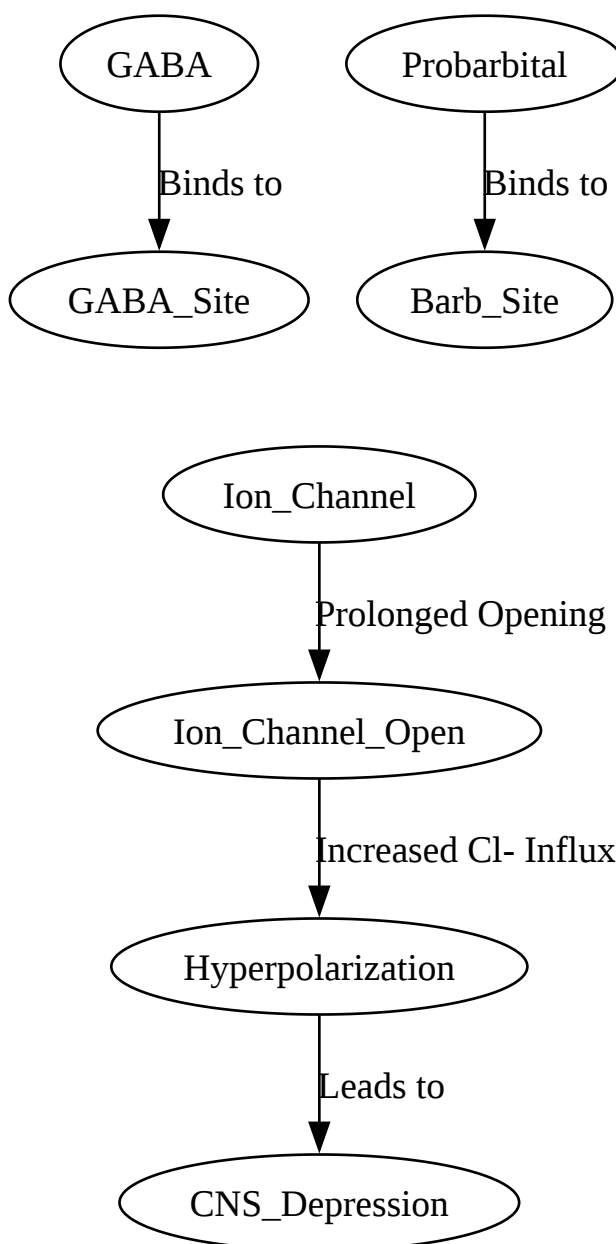 GABA
Probarbital
Binds to
Binds to
GABA_Site
Barb_Site
Ion_Channel
Prolonged Opening
Ion_Channel_Open
Increased Cl- Influx
Hyperpolarization
Leads to
CNS_Depression